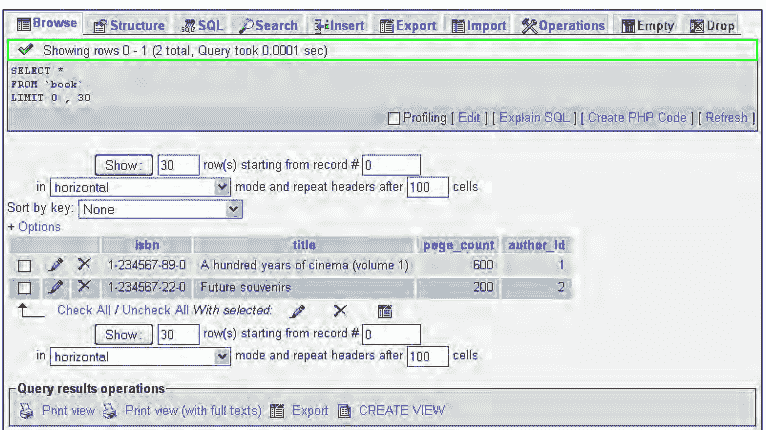 Browse Structure SQL Search Insert Export Import Operations Empty Drop
Showing rows 0 - 1 (2 total, Query took 0.0001 sec)
SELECT *
FROM `book`
LIMIT 0 , 30
Profiling [ Edit ] [ Explain SQL ] [ Create PHP Code ] [ Refresh ]
Show : 30 row(s) starting from record # 0
in horizontal mode and repeat headers after 100 cells
Sort by key: None
+ Options
isbn title page_count author_id
1-234567-89-0 A hundred years of cinema (volume 1) 600 1
1-234567-22-0 Future souvenirs 200 2
Check All / Uncheck All With selected:
Show : 30 row(s) starting from record # 0
in horizontal mode and repeat headers after 100 cells
Query results operations
Print view Print view (with full texts) Export CREATE VIEW